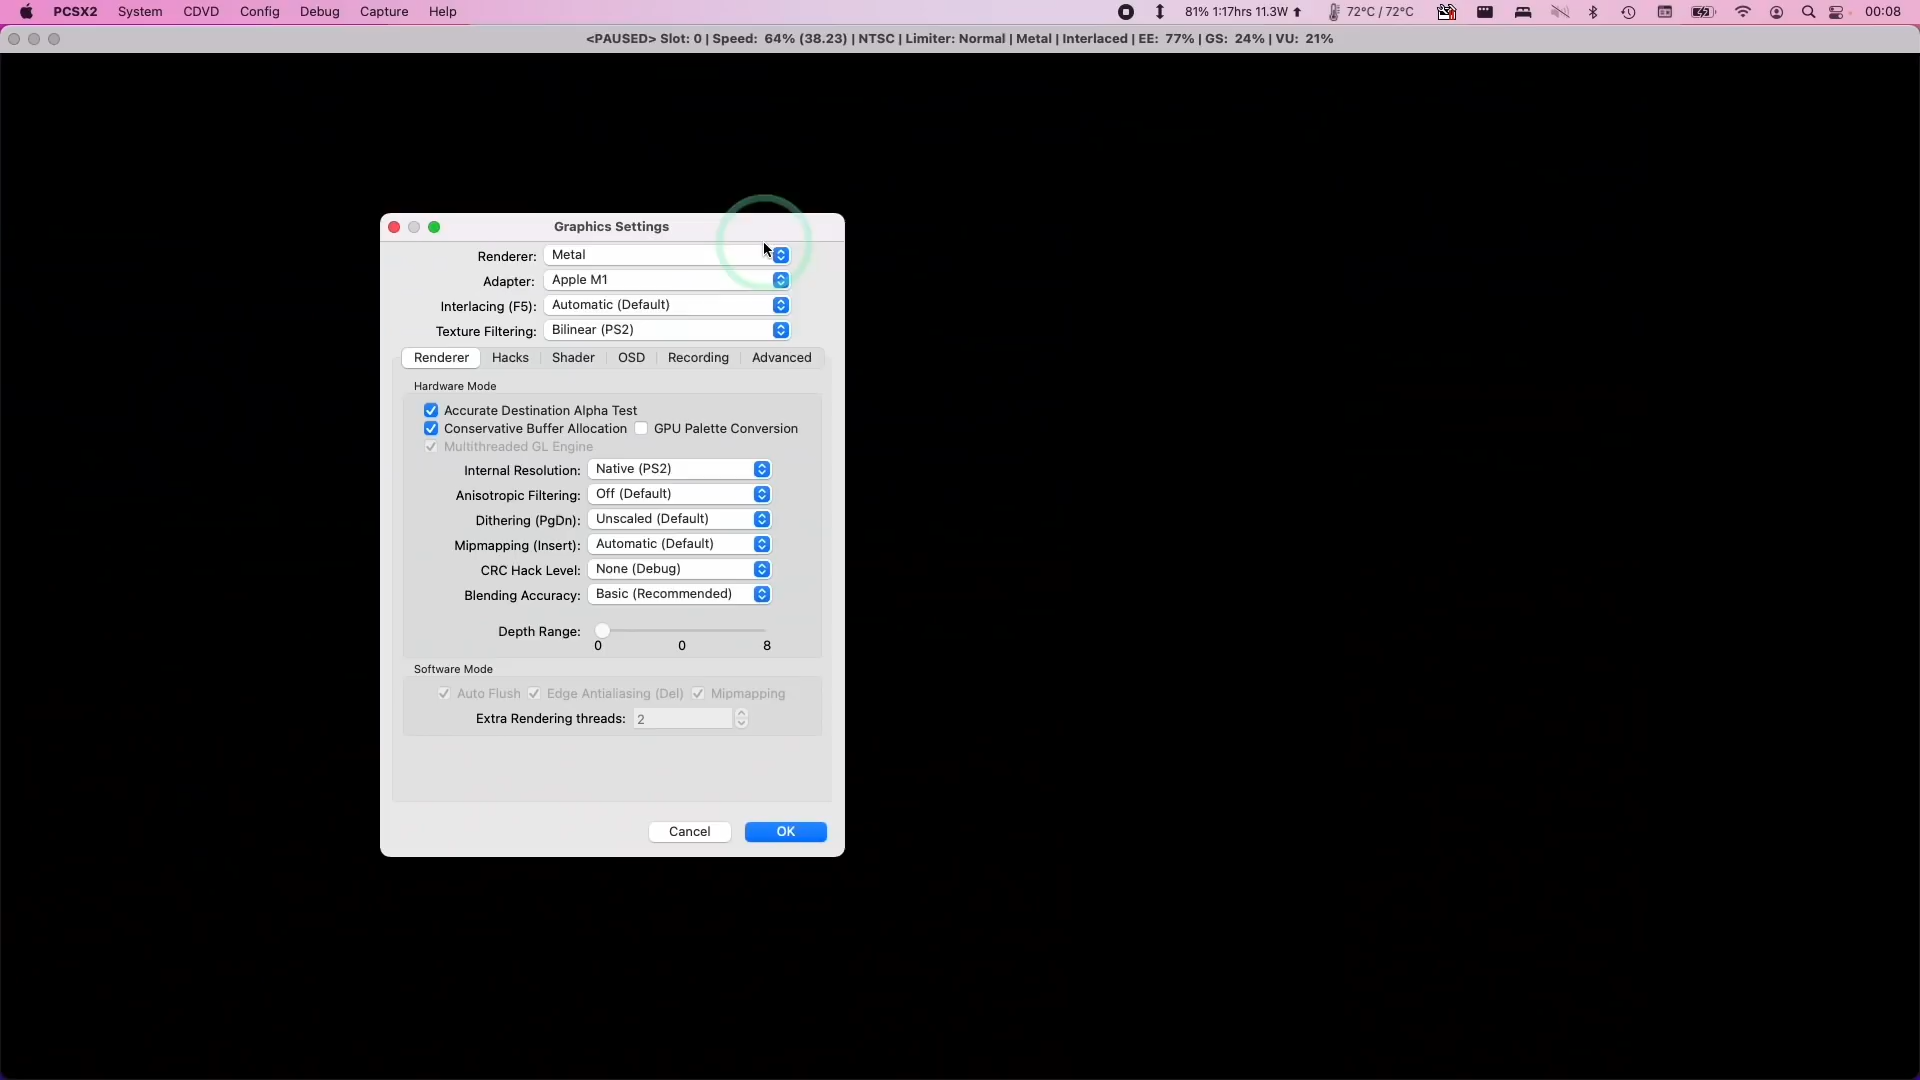 PCSX2 System CDVD Config Debug Capture Help 81% 1:17hrs 11.3W 72°C / 72°C 00:08
<PAUSED> Slot: 0 | Speed: 64% (38.23) | NTSC | Limiter: Normal | Metal | Interlaced | EE: 77% | GS: 24% | VU: 21%
Graphics Settings
Renderer: Metal
Adapter: Apple M1
Interlacing (F5): Automatic (Default)
Texture Filtering: Bilinear (PS2)
Renderer Hacks Shader OSD Recording Advanced
Hardware Mode
Accurate Destination Alpha Test
Conservative Buffer Allocation GPU Palette Conversion
Multithreaded GL Engine
Internal Resolution: Native (PS2)
Anisotropic Filtering: Off (Default)
Dithering (PgDn): Unscaled (Default)
Mipmapping (Insert): Automatic (Default)
CRC Hack Level: None (Debug)
Blending Accuracy: Basic (Recommended)
Depth Range:
0 0 8
Software Mode
Auto Flush Edge Antialiasing (Del) Mipmapping
Extra Rendering threads: 2
Cancel OK